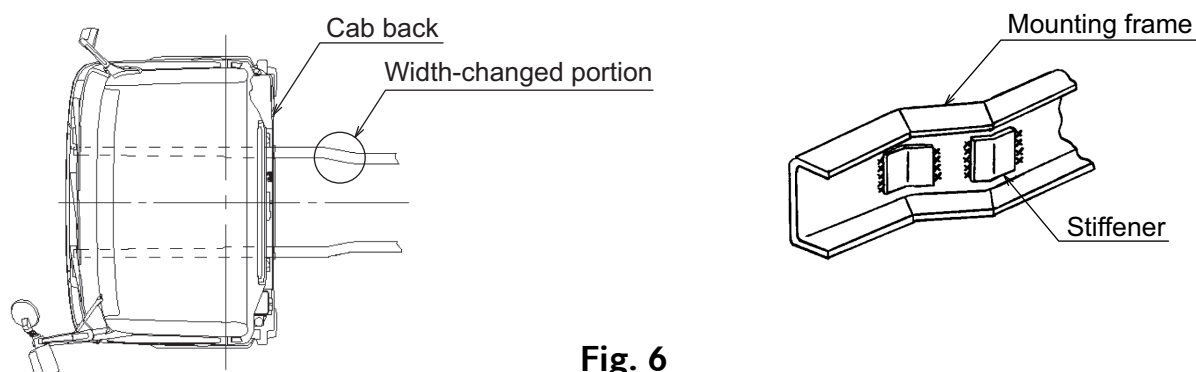 Cab back
Width-changed portion
Mounting frame
Stiffener
Fig. 6